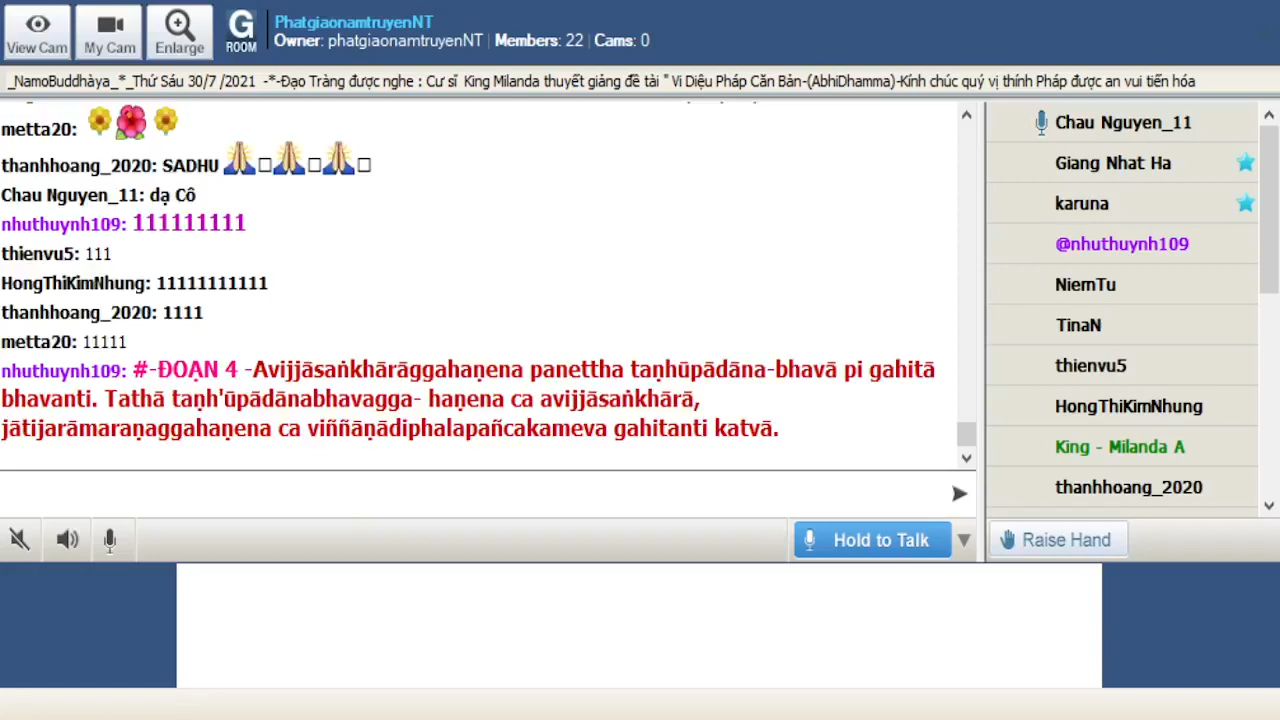 View Cam
My Cam
Enlarge
G
ROOM
PhatgiaonamtruyenNT
Owner: phatgiaonamtruyenNT | Members: 22 | Cams: 0
_NamoBuddhàya_*_Thứ Sáu 30/7 /2021 -*-Đạo Tràng được nghe : Cư sĩ King Milanda thuyết giảng đề tài " Vi Diệu Pháp Căn Bản-(AbhiDhamma)-Kính chúc quý vị thính Pháp được an vui tiến hóa
metta20:
thanhhoang_2020: SADHU
Chau Nguyen_11: dạ Cô
nhuthuynh109: 111111111
thienvu5: 111
HongThiKimNhung: 11111111111
thanhhoang_2020: 1111
metta20: 11111
nhuthuynh109: #-ĐOẠN 4 -Avijjāsaṅkhārāggahaṇena panettha taṇhūpādāna-bhavā pi gahitā
bhavanti. Tathā taṇh'ūpādānabhavagga- haṇena ca avijjāsaṅkhārā,
jātijarāmaraṇaggahaṇena ca viññāṇādiphalapañcakameva gahitanti katvā.
Chau Nguyen_11
Giang Nhat Ha
karuna
@nhuthuynh109
NiemTu
TinaN
thienvu5
HongThiKimNhung
King - Milanda A
thanhhoang_2020
Hold to Talk
Raise Hand